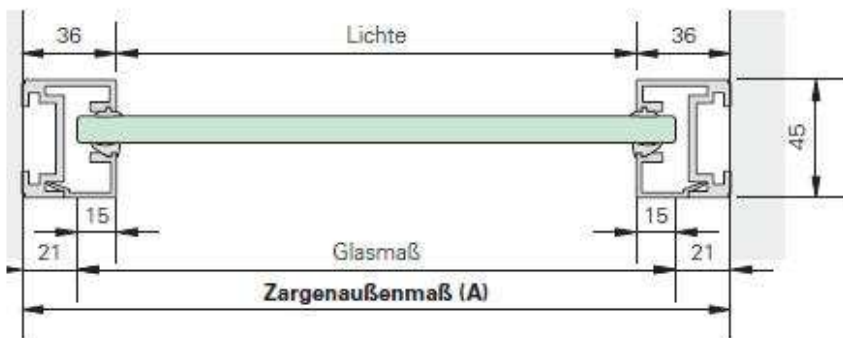 36 Lichte 36
45
15 15
21 Glasmaß 21
Zargenaußenmaß (A)